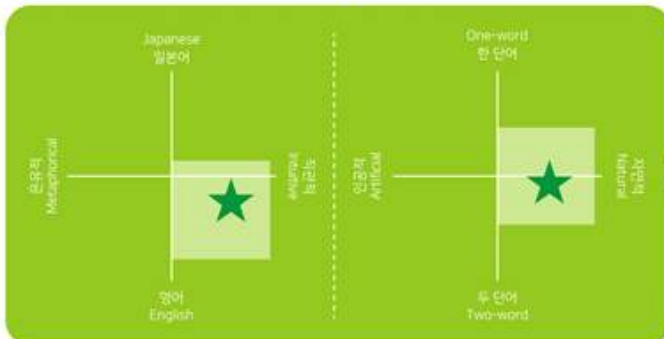 Japanese
일본어
은유적
Metaphorical
직관적
Intuitive
영어
English
One-word
한 단어
인공적
Artificial
자연적
Natural
두 단어
Two-word